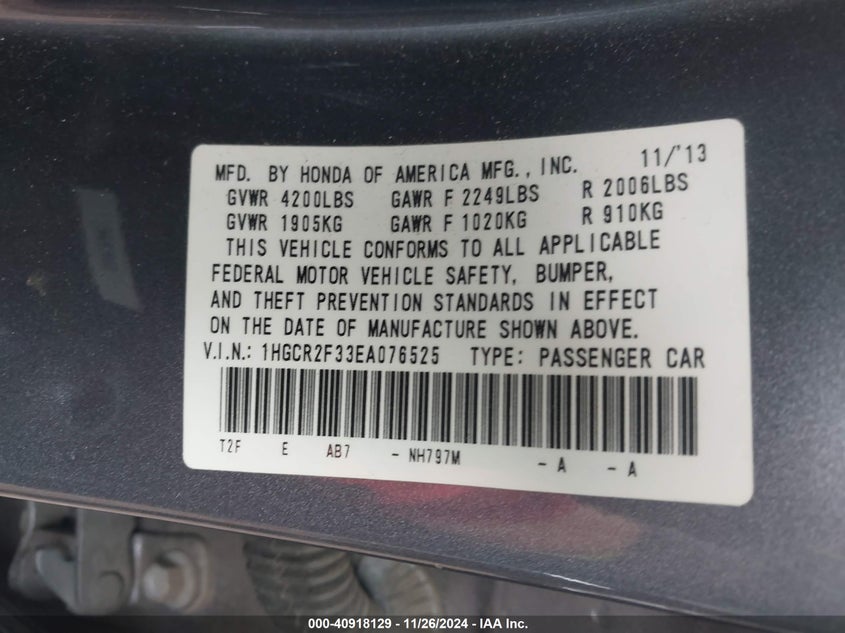 MFD. BY HONDA OF AMERICA MFG., INC. 11/'13
GVWR 4200LBS GAWR F 2249LBS R 2006LBS
GVWR 1905KG GAWR F 1020KG R 910KG
THIS VEHICLE CONFORMS TO ALL APPLICABLE
FEDERAL MOTOR VEHICLE SAFETY, BUMPER,
AND THEFT PREVENTION STANDARDS IN EFFECT
ON THE DATE OF MANUFACTURE SHOWN ABOVE.
V.I.N.: 1HGCR2F33EA076525 TYPE: PASSENGER CAR
T2F E AB7 - NH797M - A - A
000-40918129 - 11/26/2024 - IAA Inc.